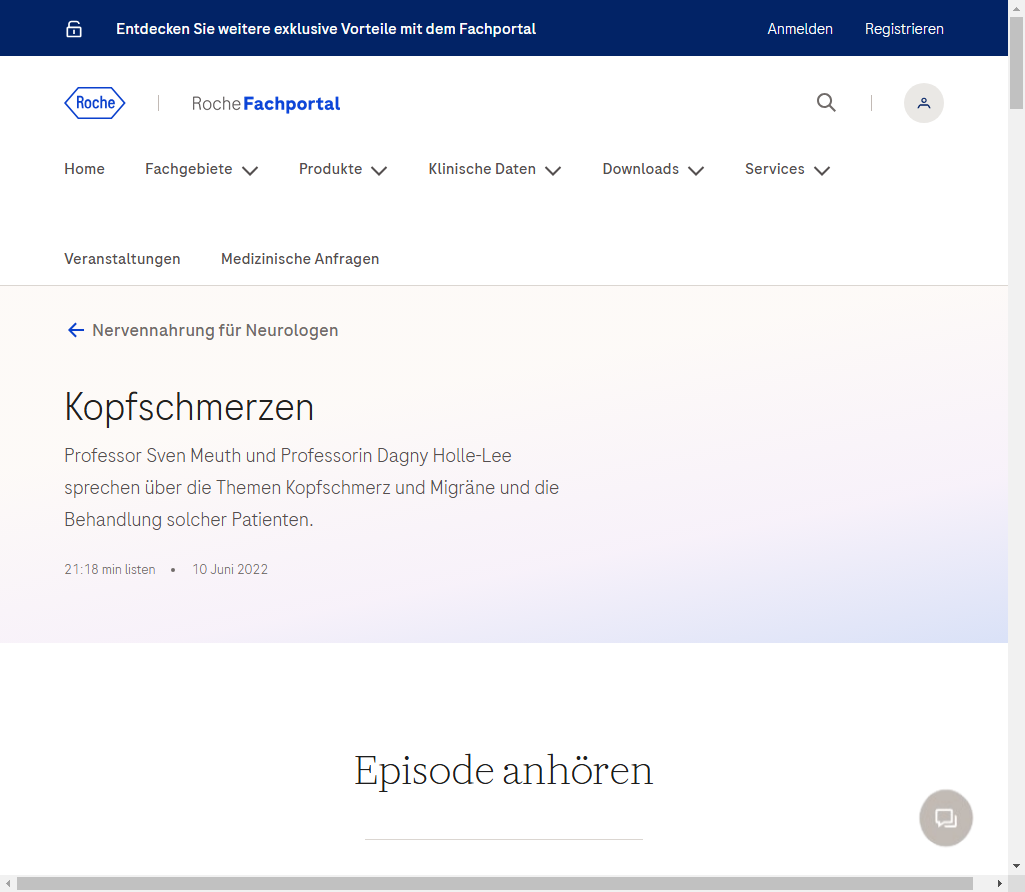 Entdecken Sie weitere exklusive Vorteile mit dem Fachportal
Anmelden
Registrieren
Roche
RocheFachportal
Home
Fachgebiete
Produkte
Klinische Daten
Downloads
Services
Veranstaltungen
Medizinische Anfragen
Nervennahrung für Neurologen
Kopfschmerzen
Professor Sven Meuth und Professorin Dagny Holle-Lee
sprechen über die Themen Kopfschmerz und Migräne und die
Behandlung solcher Patienten.
21:18 min listen • 10 Juni 2022
Episode anhören